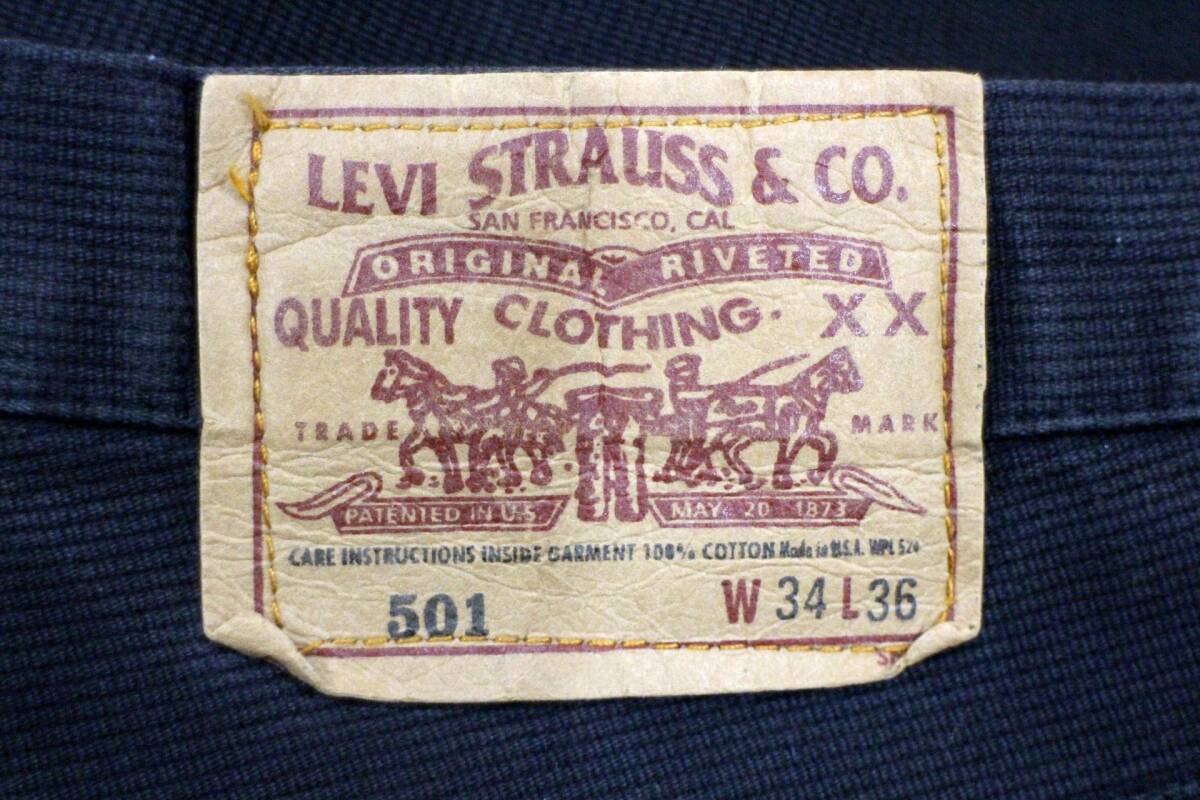 LEVI STRAUSS & CO.
SAN FRANCISCO, CAL
ORIGINAL RIVETED
QUALITY CLOTHING. XX
TRADE MARK
PATENTED IN U.S MAY 20 1873
CARE INSTRUCTIONS INSIDE GARMENT 100% COTTON Made in U.S.A. WPL 524
501 W 34 L 36